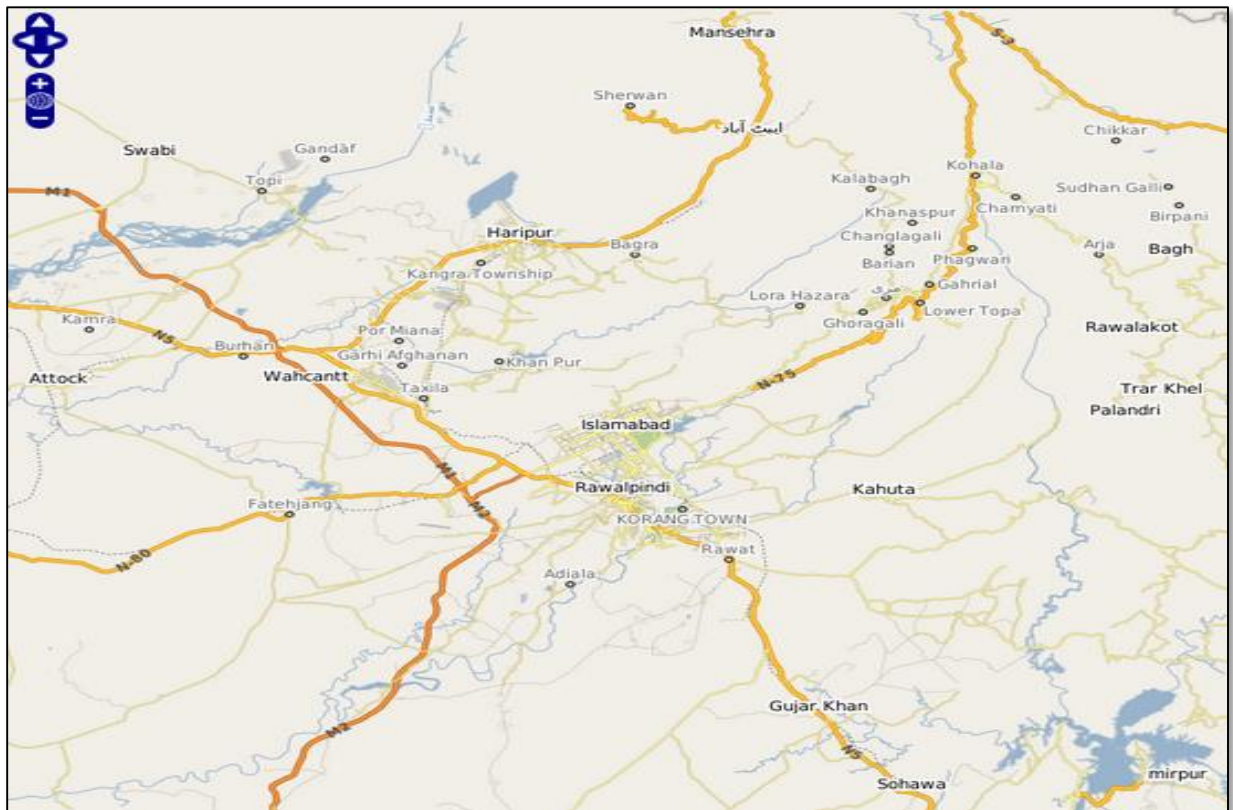 Mansehra
S-3
Sherwan
ایبٹ آباد
Chikkar
Swabi
Gandàf
Kohala
Topi
Kalabagh
Sudhan Galli
M1
Chamyati
Birpani
Khanaspur
Haripur
Changlagali
Bagra
Phagwari
Arja
Bagh
Barian
Kangra Township
Gahrial
مری
Lora Hazara
Lower Topa
Kamra
Ghoragali
Rawalakot
N5
Por Miana
Burhan
Garhi Afghanan
Khan Pur
Attock
Wahcantt
N-75
Taxila
Trar Khel
Palandri
Islamabad
M1
Rawalpindi
Kahuta
Fatehjang
M2
KORANG TOWN
Rawat
N-80
Adiala
Gujar Khan
M2
N5
mirpur
Sohawa